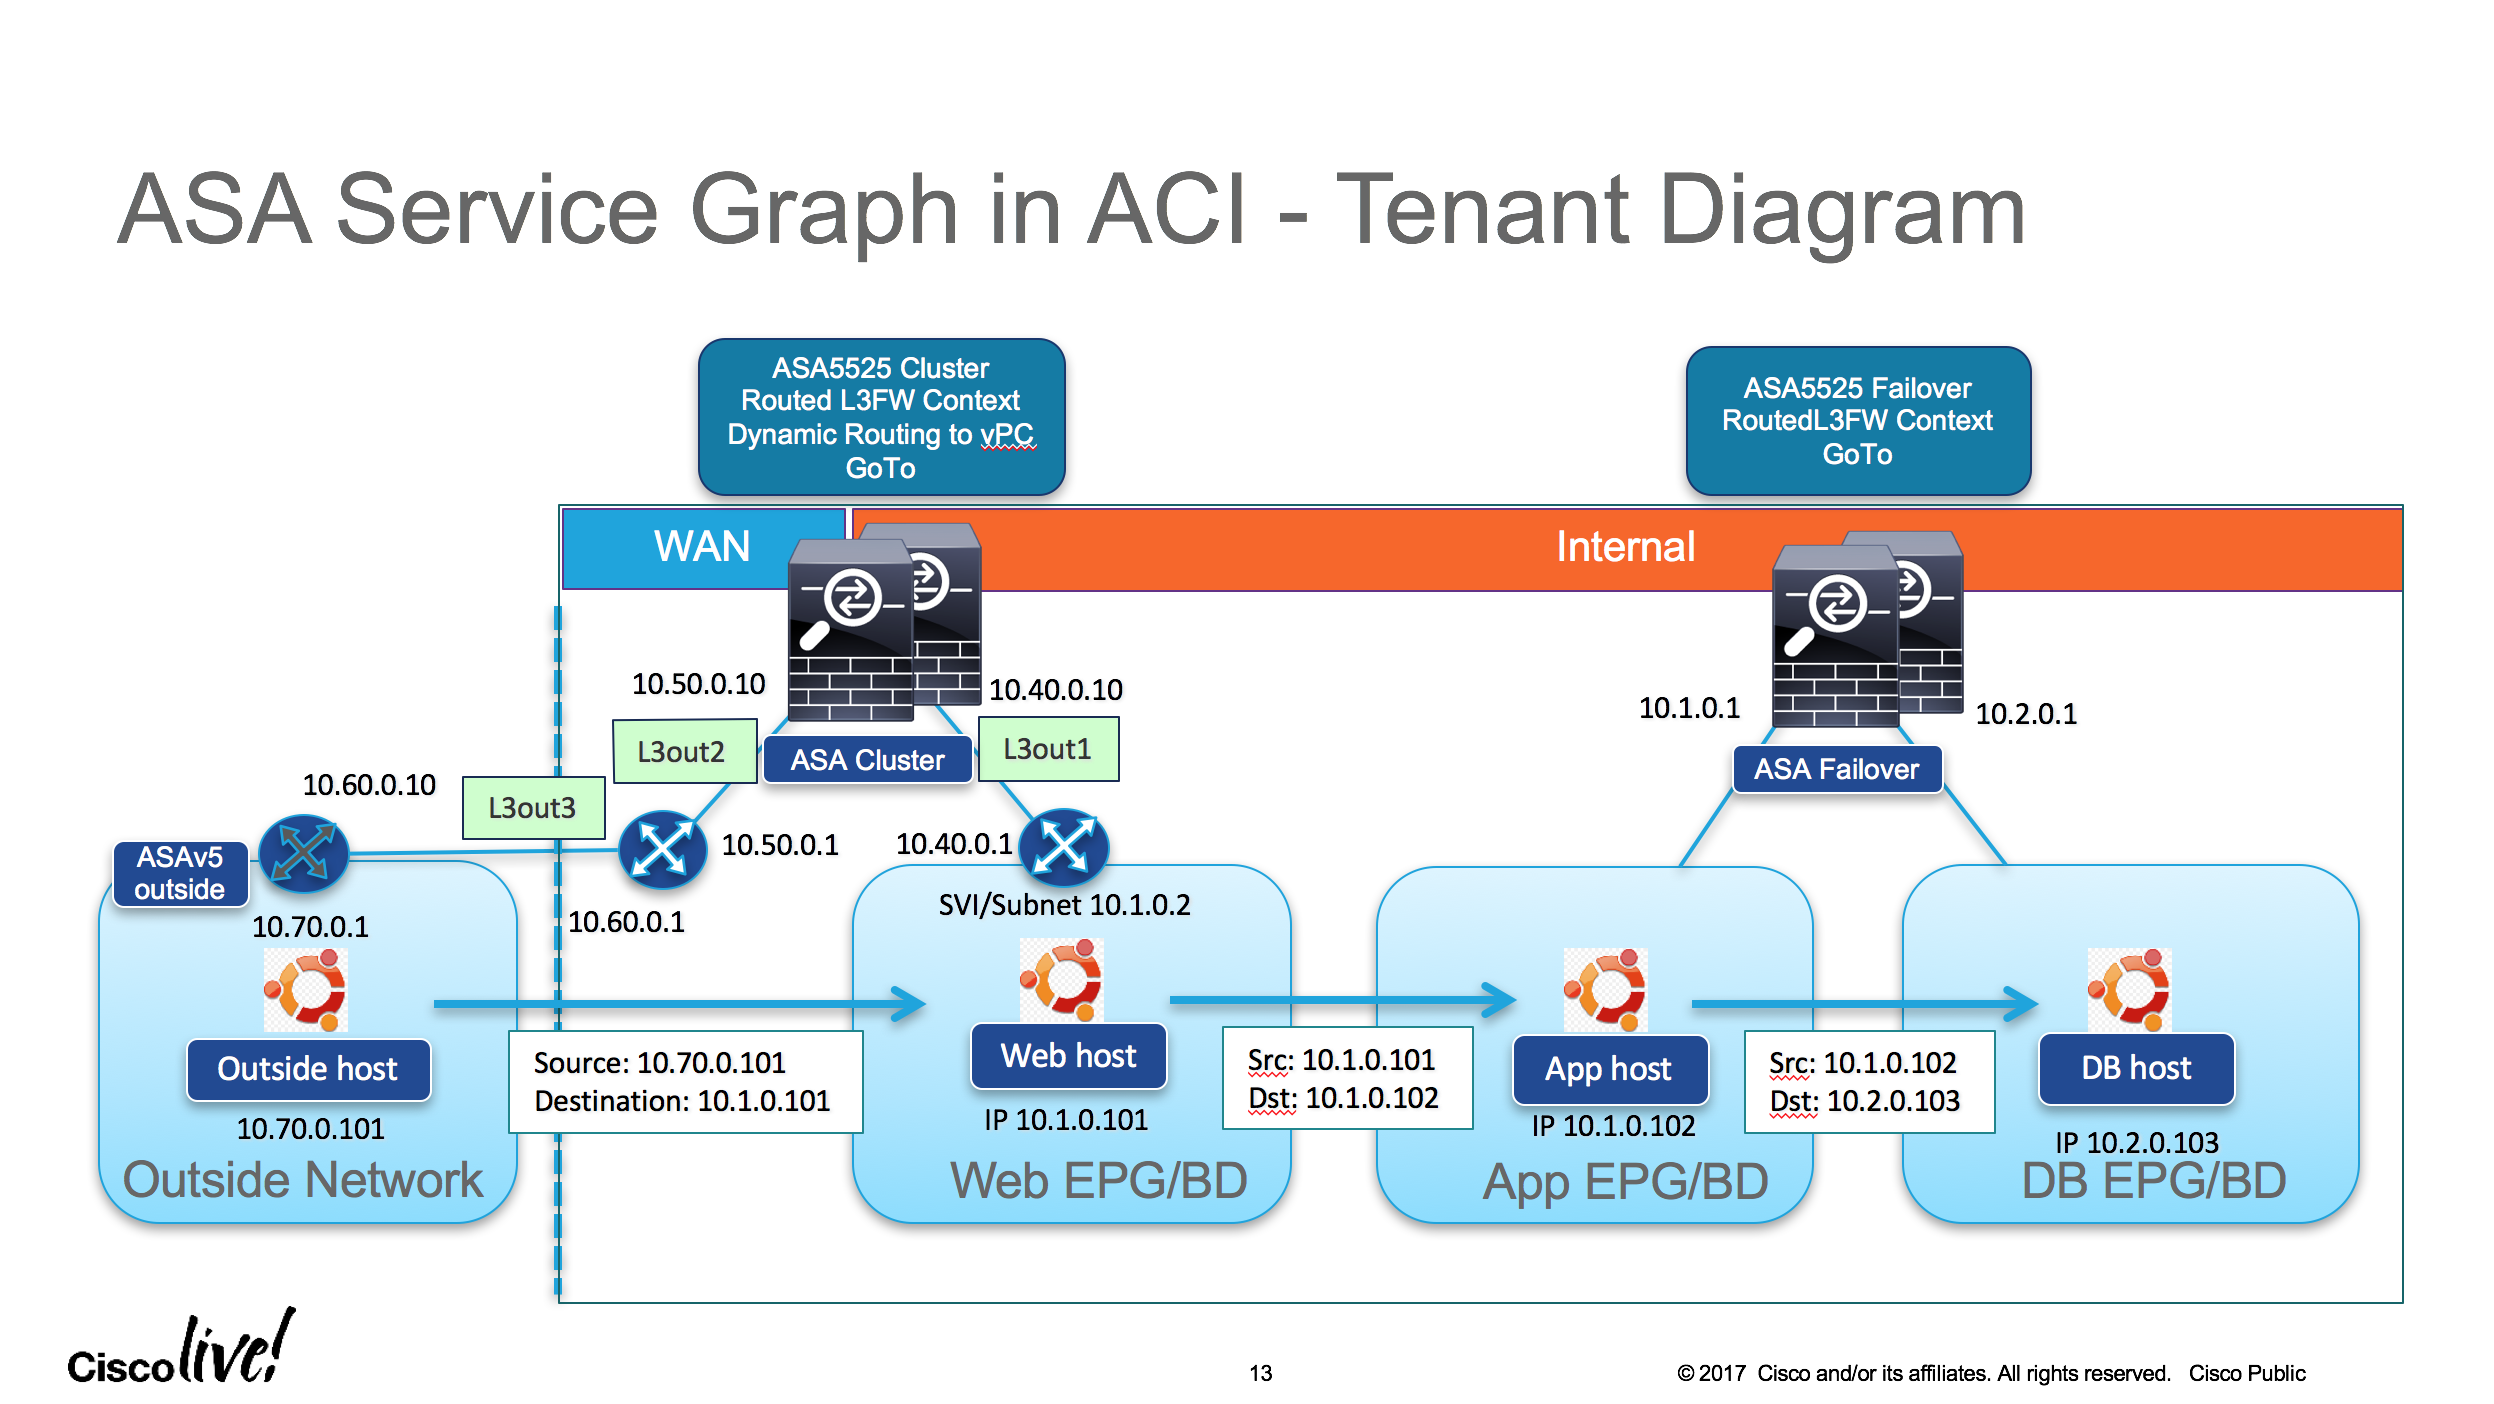 ASA Service Graph in ACI - Tenant Diagram
ASA5525 Cluster
Routed L3FW Context
Dynamic Routing to vPC
GoTo
ASA5525 Failover
RoutedL3FW Context
GoTo
WAN
Internal
10.50.0.10
10.40.0.10
10.1.0.1
10.2.0.1
L3out2
ASA Cluster
L3out1
ASA Failover
10.60.0.10
L3out3
10.50.0.1
10.40.0.1
ASAv5
outside
10.70.0.1
10.60.0.1
SVI/Subnet 10.1.0.2
Outside host
10.70.0.101
Outside Network
Source: 10.70.0.101
Destination: 10.1.0.101
Web host
IP 10.1.0.101
Web EPG/BD
Src: 10.1.0.101
Dst: 10.1.0.102
App host
IP 10.1.0.102
App EPG/BD
Src: 10.1.0.102
Dst: 10.2.0.103
DB host
IP 10.2.0.103
DB EPG/BD
Cisco live!
13
© 2017 Cisco and/or its affiliates. All rights reserved. Cisco Public